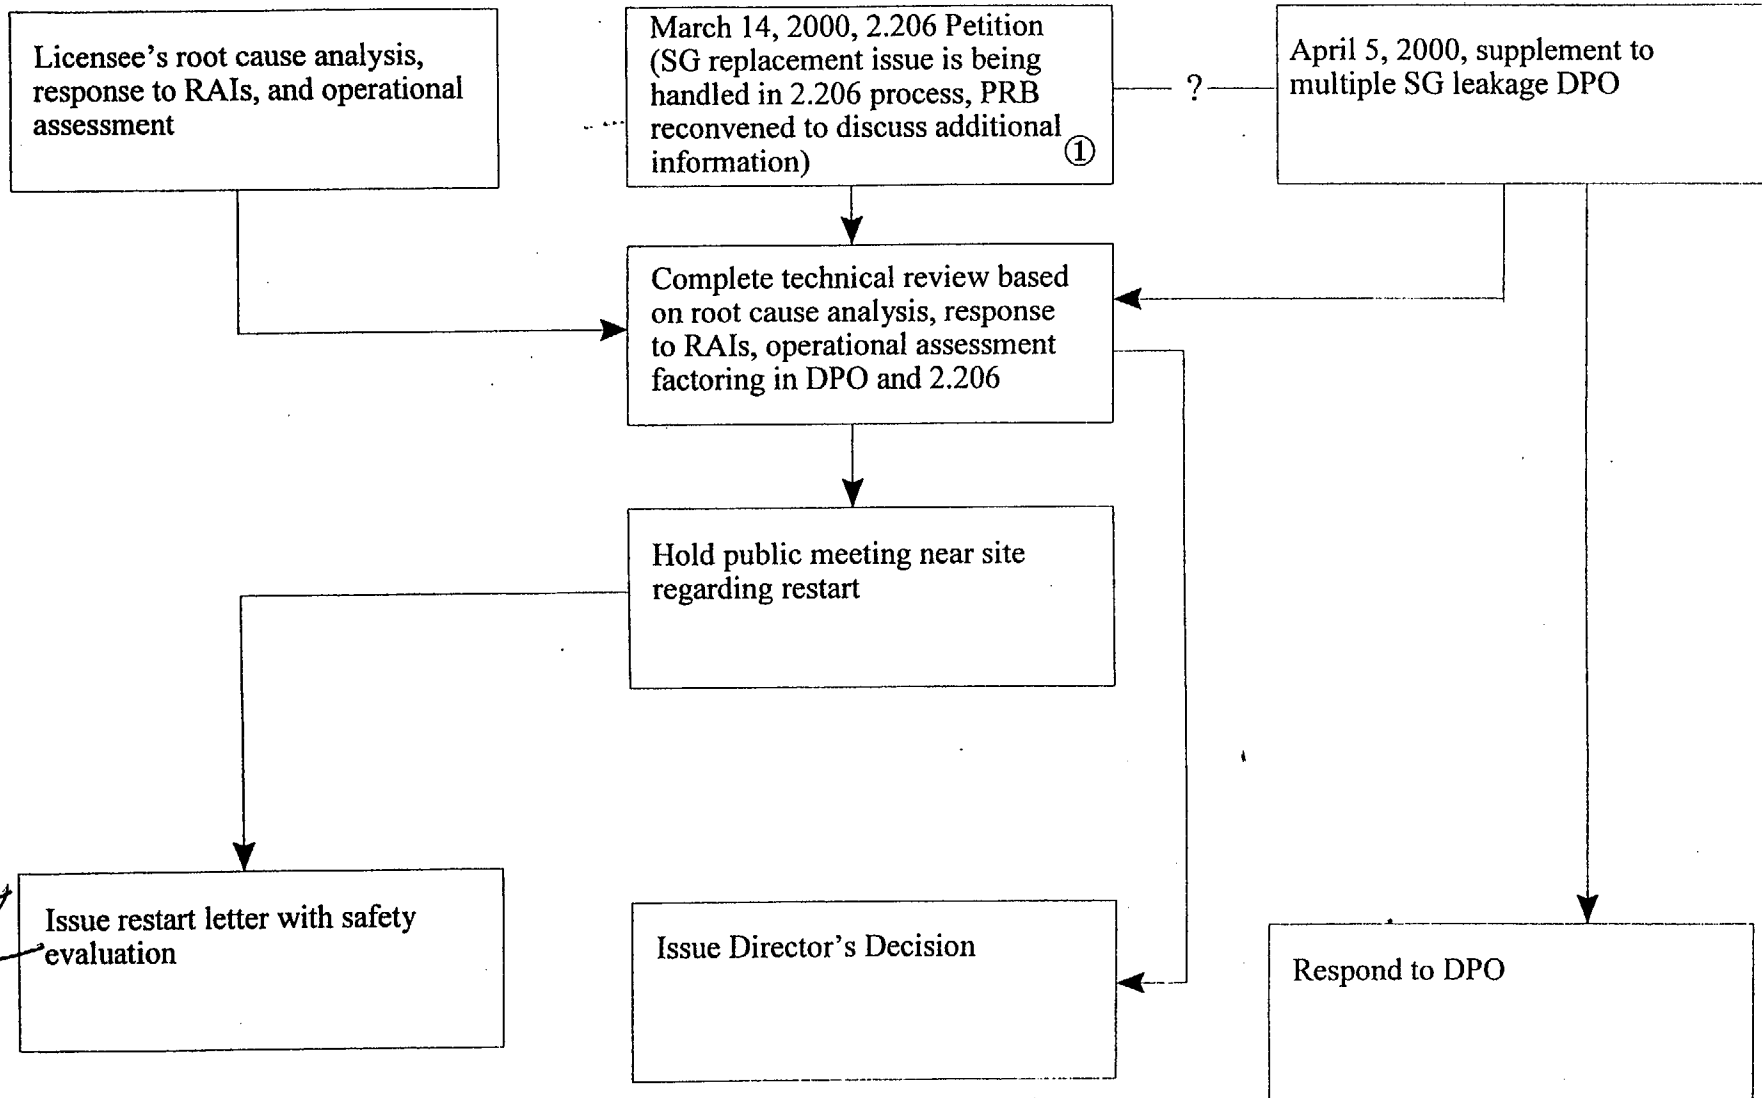 Licensee's root cause analysis,
response to RAIs, and operational
assessment
March 14, 2000, 2.206 Petition
(SG replacement issue is being
handled in 2.206 process, PRB
reconvened to discuss additional
information)
①
?
April 5, 2000, supplement to
multiple SG leakage DPO
Complete technical review based
on root cause analysis, response
to RAIs, operational assessment
factoring in DPO and 2.206
Hold public meeting near site
regarding restart
Issue restart letter with safety
evaluation
Issue Director's Decision
Respond to DPO